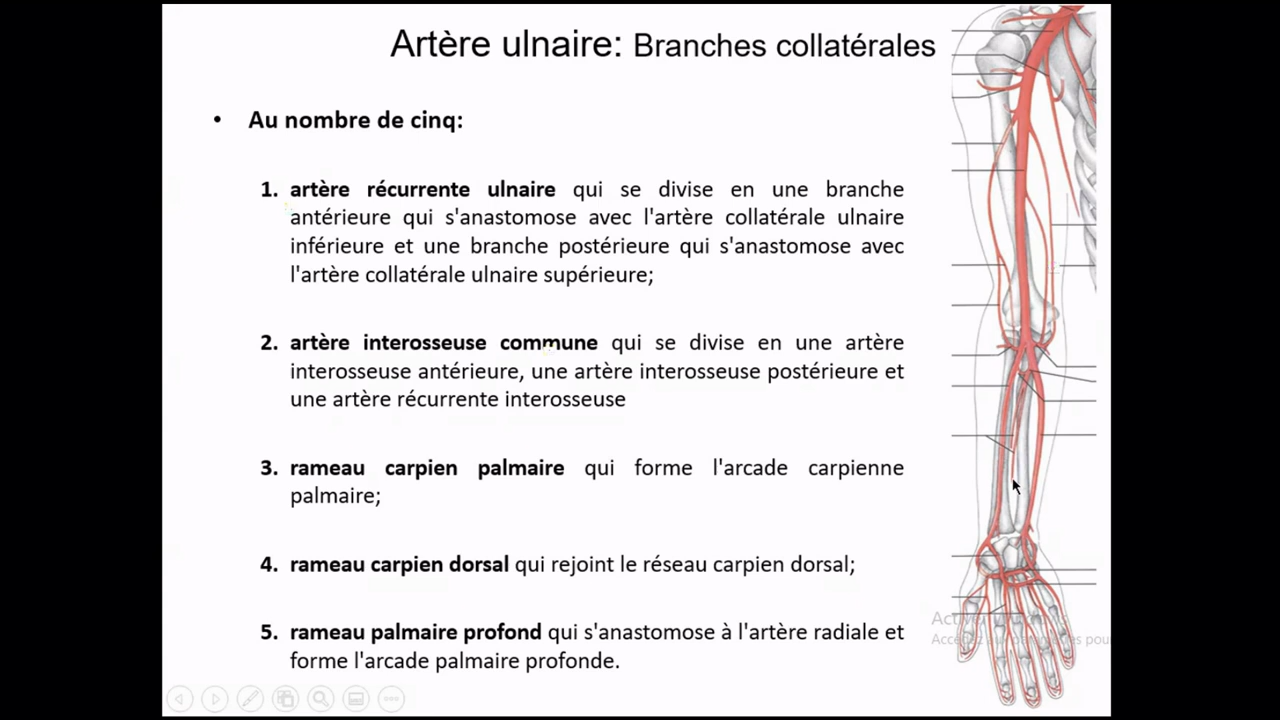 Artère ulnaire: Branches collatérales
• Au nombre de cinq:
1. artère récurrente ulnaire qui se divise en une branche
antérieure qui s'anastomose avec l'artère collatérale ulnaire
inférieure et une branche postérieure qui s'anastomose avec
l'artère collatérale ulnaire supérieure;
2. artère interosseuse commune qui se divise en une artère
interosseuse antérieure, une artère interosseuse postérieure et
une artère récurrente interosseuse
3. rameau carpien palmaire qui forme l'arcade carpienne
palmaire;
4. rameau carpien dorsal qui rejoint le réseau carpien dorsal;
5. rameau palmaire profond qui s'anastomose à l'artère radiale et
forme l'arcade palmaire profonde.